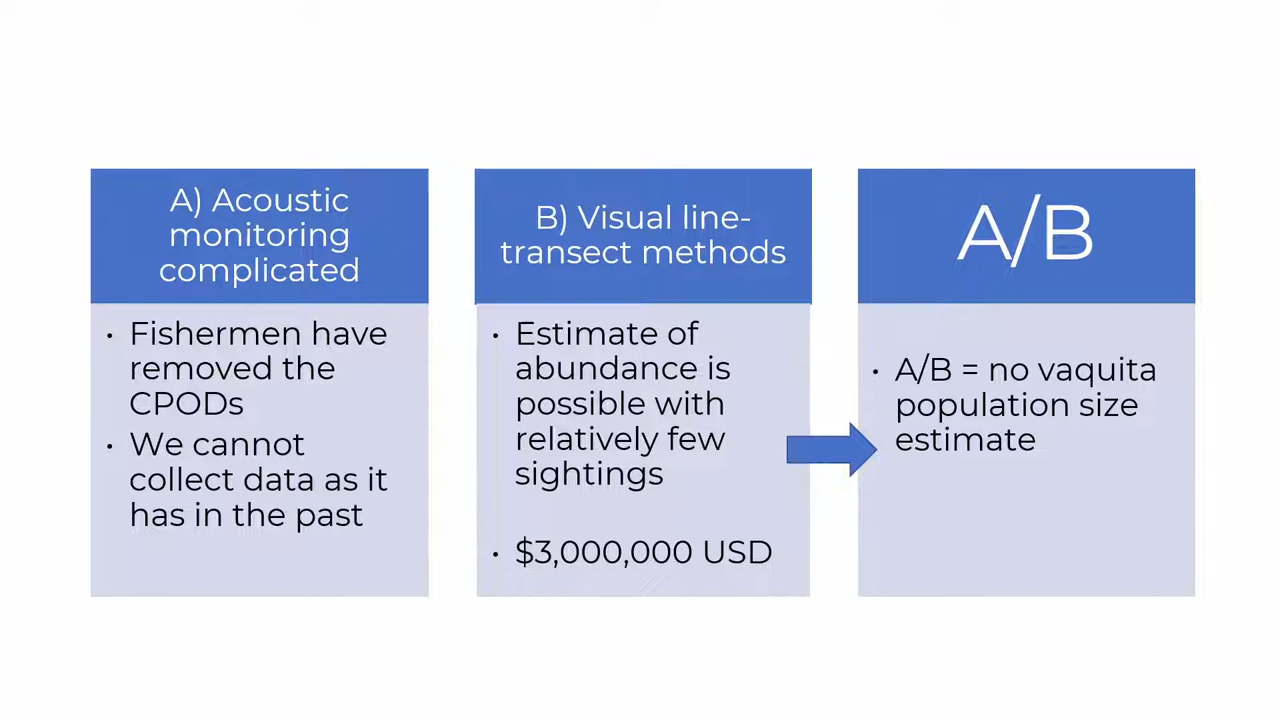 A) Acoustic
monitoring
complicated
• Fishermen have
removed the
CPODs
• We cannot
collect data as it
has in the past
B) Visual line-
transect methods
• Estimate of
abundance is
possible with
relatively few
sightings
• $3,000,000 USD
A/B
• A/B = no vaquita
population size
estimate